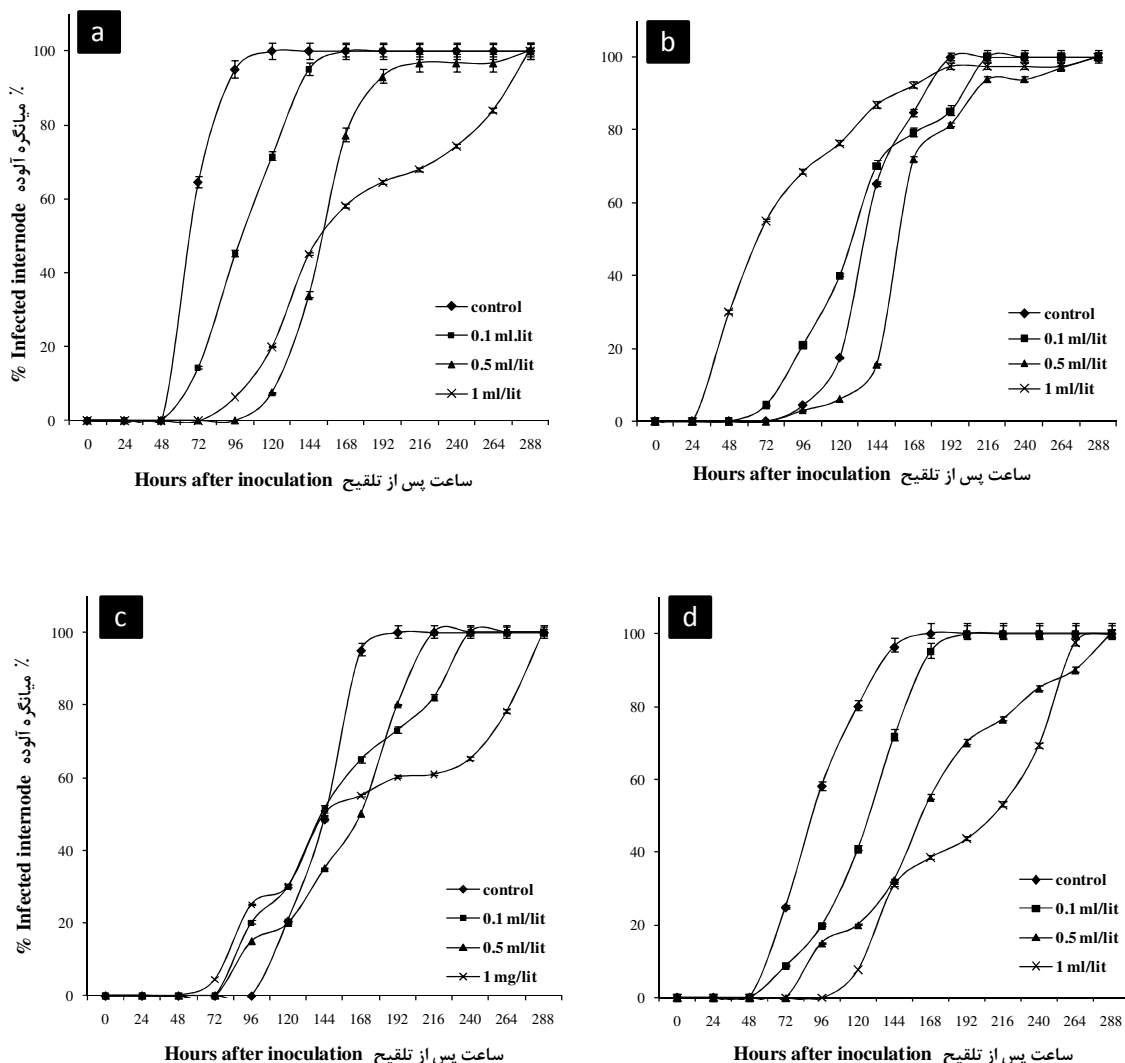 a
% Infected internode میانگره آلوده ٪
100
80
60
40
20
0
control
0.1 ml.lit
0.5 ml/lit
1 ml/lit
0 24 48 72 96 120 144 168 192 216 240 264 288
Hours after inoculation ساعت پس از تلقیح
b
100
80
60
40
20
0
control
0.1 ml/lit
0.5 ml/lit
1 ml/lit
0 24 48 72 96 120 144 168 192 216 240 264 288
Hours after inoculation ساعت پس از تلقیح
c
% Infected internode میانگره آلوده ٪
100
80
60
40
20
0
control
0.1 ml/lit
0.5 ml/lit
1 mg/lit
0 24 48 72 96 120 144 168 192 216 240 264 288
Hours after inoculation ساعت پس از تلقیح
d
100
80
60
40
20
0
control
0.1 ml/lit
0.5 ml/lit
1 ml/lit
0 24 48 72 96 120 144 168 192 216 240 264 288
Hours after inoculation ساعت پس از تلقیح